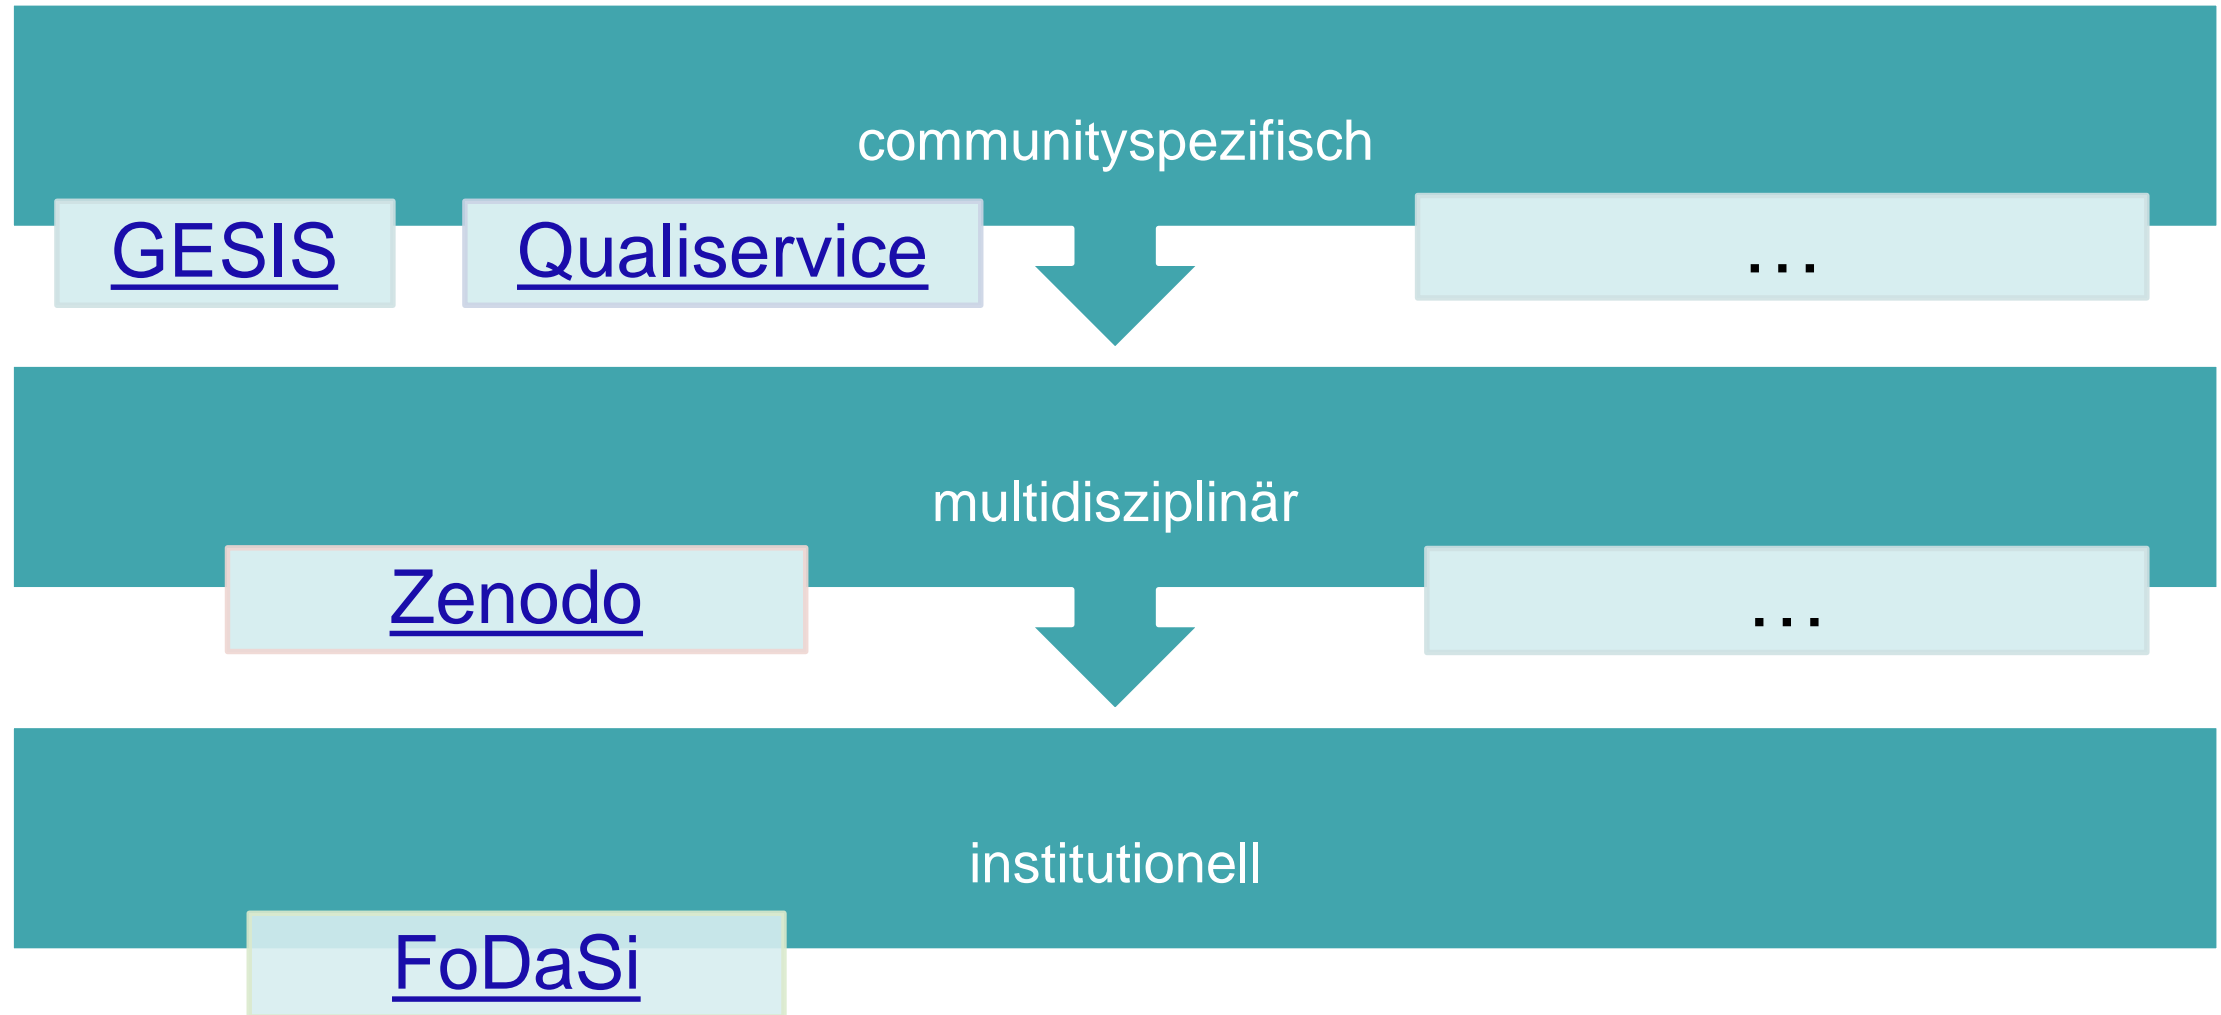 communityspezifisch
GESIS
Qualiservice
...
multidisziplinär
Zenodo
...
institutionell
FoDaSi